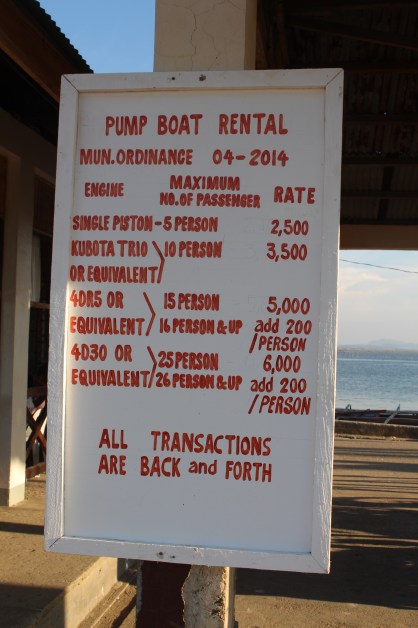 PUMP BOAT RENTAL
MUN. ORDINANCE 04-2014
ENGINE MAXIMUM NO. OF PASSENGER RATE
SINGLE PISTON - 5 PERSON 2,500
KUBOTA TRIO 10 PERSON 3,500
OR EQUIVALENT
4DR5 OR 15 PERSON 5,000
EQUIVALENT 16 PERSON & UP add 200
/PERSON
4D30 OR 25 PERSON 6,000
EQUIVALENT 26 PERSON & UP add 200
/PERSON
ALL TRANSACTIONS
ARE BACK and FORTH